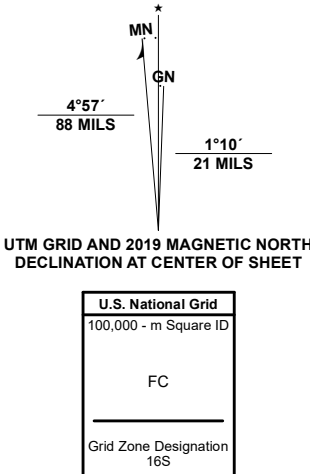 MN
GN
4°57´
88 MILS
1°10´
21 MILS
UTM GRID AND 2019 MAGNETIC NORTH
DECLINATION AT CENTER OF SHEET
U.S. National Grid
100,000 - m Square ID
FC
Grid Zone Designation
16S